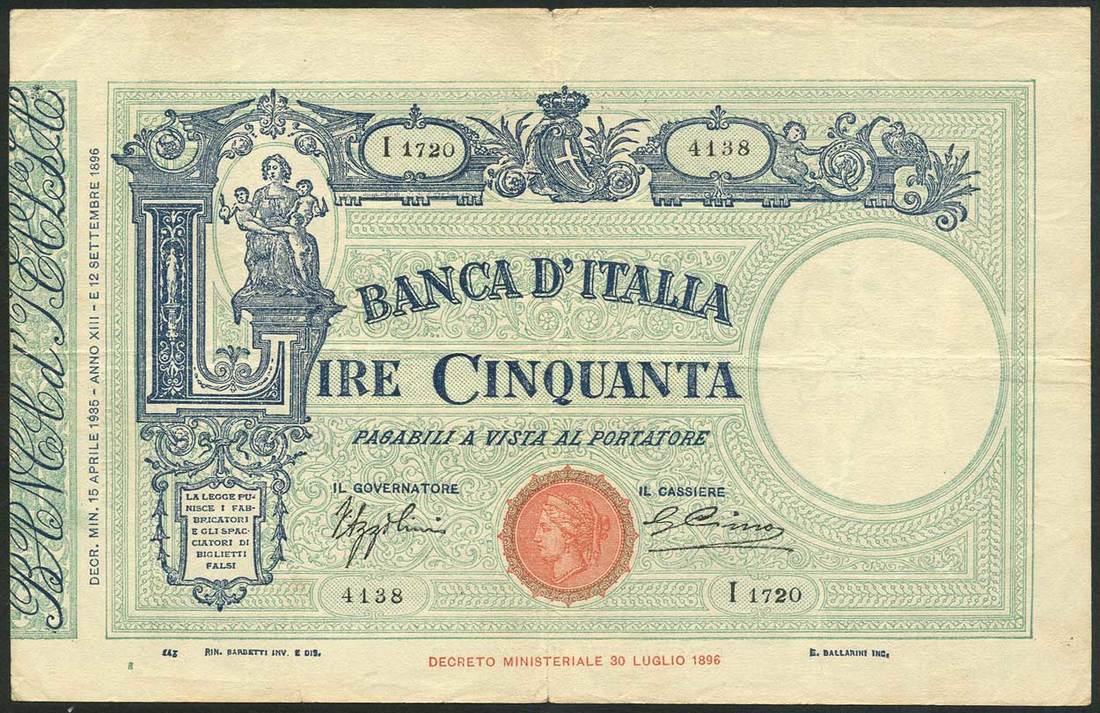 I 1720
4138
BANCA D'ITALIA
LIRE CINQUANTA
PAGABILI A VISTA AL PORTATORE
IL GOVERNATORE
IL CASSIERE
LA LEGGE PU-
NISCE I FAB-
BRICATORI
E GLI SPAC-
CIATORI DI
BIGLIETTI
FALSI
4138
I 1720
DECR. MIN. 15 APRILE 1935 - ANNO XIII - E 12 SETTEMBRE 1896
RIN. BARBETTI INV. E DIS.
DECRETO MINISTERIALE 30 LUGLIO 1896
E. BALLARINI INC.